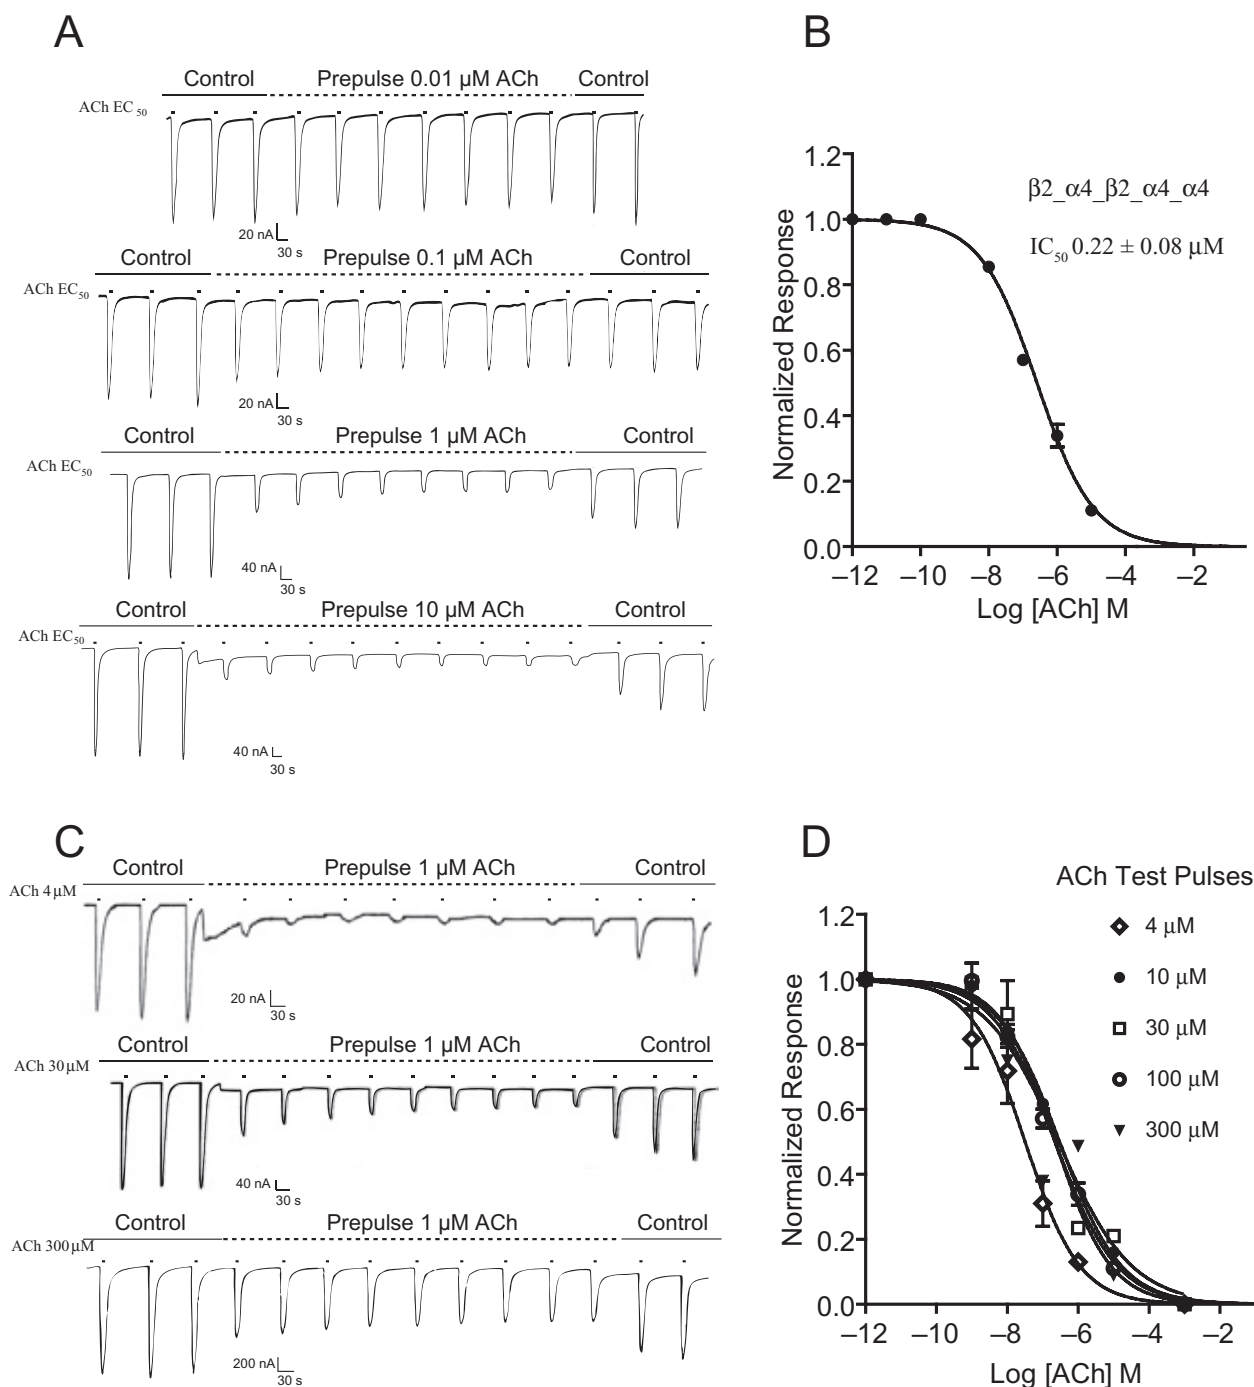 A
Control Prepulse 0.01 µM ACh Control
ACh EC50
20 nA
30 s
Control Prepulse 0.1 µM ACh Control
ACh EC50
20 nA
30 s
Control Prepulse 1 µM ACh Control
ACh EC50
40 nA
30 s
Control Prepulse 10 µM ACh Control
ACh EC50
40 nA
30 s
B
β2_α4_β2_α4_α4
IC50 0.22 ± 0.08 µM
Normalized Response
1.2
1.0
0.8
0.6
0.4
0.2
0.0
–12 –10 –8 –6 –4 –2
Log [ACh] M
C
Control Prepulse 1 µM ACh Control
ACh 4 µM
20 nA
30 s
Control Prepulse 1 µM ACh Control
ACh 30 µM
40 nA
30 s
Control Prepulse 1 µM ACh Control
ACh 300 µM
200 nA
30 s
D
ACh Test Pulses
4 µM
10 µM
30 µM
100 µM
300 µM
Normalized Response
1.2
1.0
0.8
0.6
0.4
0.2
0.0
–12 –10 –8 –6 –4 –2
Log [ACh] M